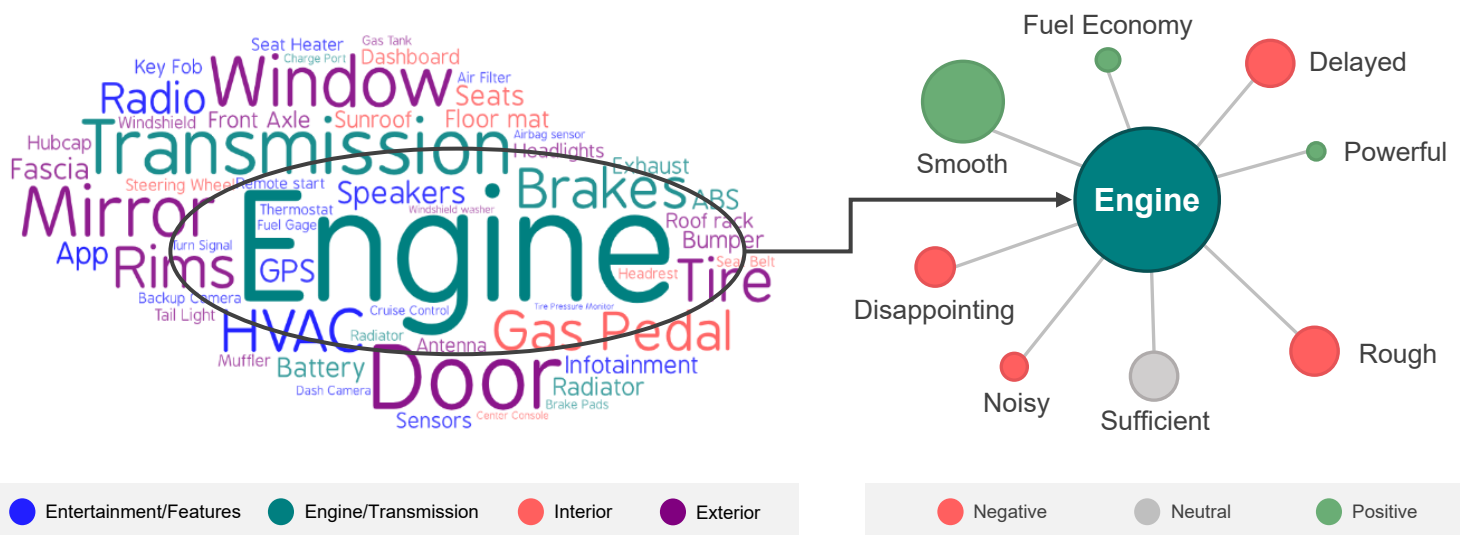 Seat Heater
Gas Tank
Charge Port
Dashboard
Key Fob
Window
Air Filter
Radio
Seats
Windshield
Front Axle
Sunroof
Floor mat
Transmission
Airbag sensor
Hubcap
Headlights
Fascia
Exhaust
Steering Wheel
Remote start
Speakers
Brakes
ABS
Mirror
Thermostat
Windshield washer
Fuel Gage
Roof rack
Bumper
App
Turn Signal
Rims
GPS
Engine
Headrest
Seat Belt
Tire
Backup Camera
Tail Light
Cruise Control
Tire Pressure Monitor
HVAC
Radiator
Antenna
Gas Pedal
Muffler
Battery
Door
Infotainment
Dash Camera
Radiator
Brake Pads
Sensors
Center Console
Fuel Economy
Delayed
Smooth
Powerful
Engine
Disappointing
Rough
Noisy
Sufficient
Entertainment/Features
Engine/Transmission
Interior
Exterior
Negative
Neutral
Positive